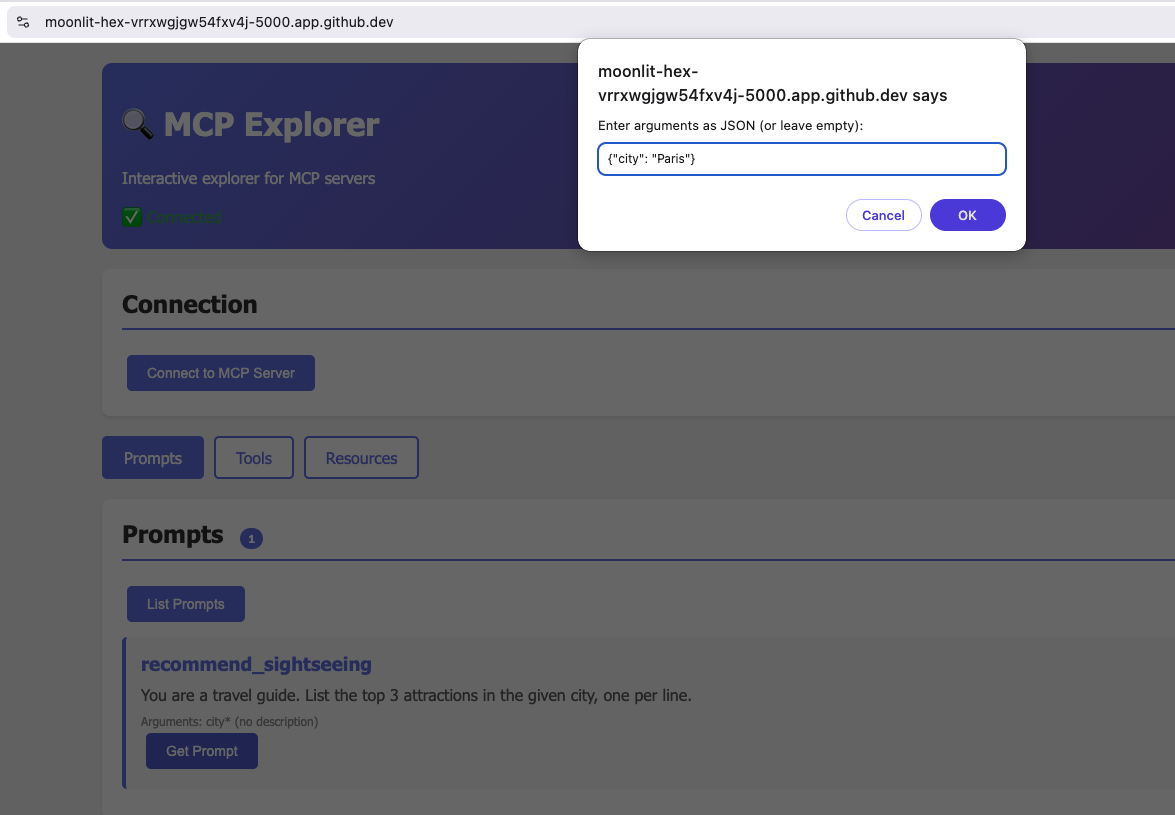 moonlit-hex-vrrxwgjgw54fxv4j-5000.app.github.dev
moonlit-hex-
vrrxwgjgw54fxv4j-5000.app.github.dev says
Enter arguments as JSON (or leave empty):
{"city": "Paris"}
Cancel
OK
🔍 MCP Explorer
Interactive explorer for MCP servers
✅ Connected
Connection
Connect to MCP Server
Prompts
Tools
Resources
Prompts 1
List Prompts
recommend_sightseeing
You are a travel guide. List the top 3 attractions in the given city, one per line.
Arguments: city* (no description)
Get Prompt